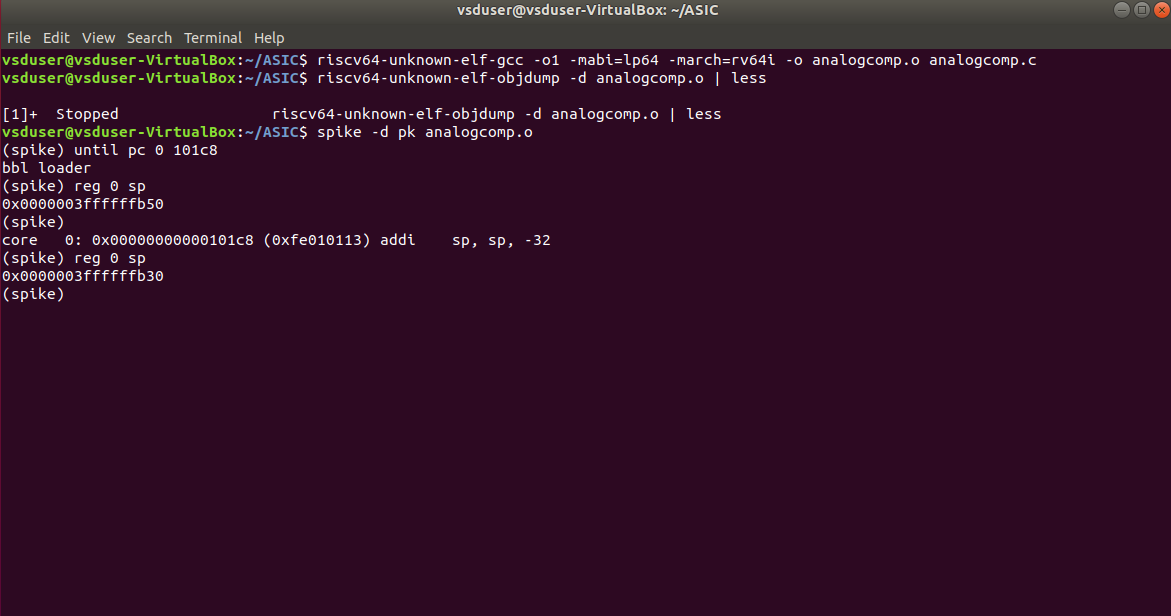 vsduser@vsduser-VirtualBox: ~/ASIC
File Edit View Search Terminal Help
vsduser@vsduser-VirtualBox:~/ASIC$ riscv64-unknown-elf-gcc -o1 -mabi=lp64 -march=rv64i -o analogcomp.o analogcomp.c
vsduser@vsduser-VirtualBox:~/ASIC$ riscv64-unknown-elf-objdump -d analogcomp.o | less
[1]+  Stopped                 riscv64-unknown-elf-objdump -d analogcomp.o | less
vsduser@vsduser-VirtualBox:~/ASIC$ spike -d pk analogcomp.o
(spike) until pc 0 101c8
bbl loader
(spike) reg 0 sp
0x0000003ffffffb50
(spike)
core   0: 0x00000000000101c8 (0xfe010113) addi    sp, sp, -32
(spike) reg 0 sp
0x0000003ffffffb30
(spike)